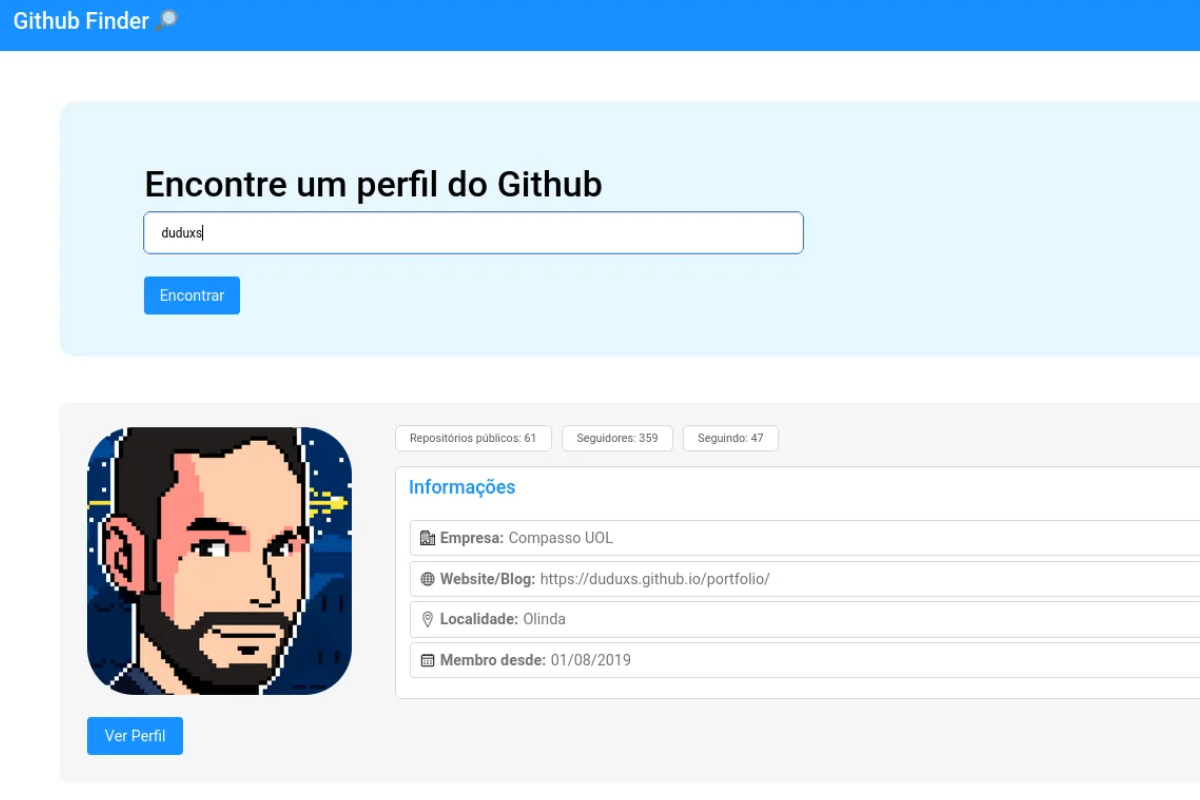 Github Finder
Encontre um perfil do Github
duduxs
Encontrar
Repositórios públicos: 61
Seguidores: 359
Seguindo: 47
Informações
Empresa: Compasso UOL
Website/Blog: https://duduxs.github.io/portfolio/
Localidade: Olinda
Membro desde: 01/08/2019
Ver Perfil